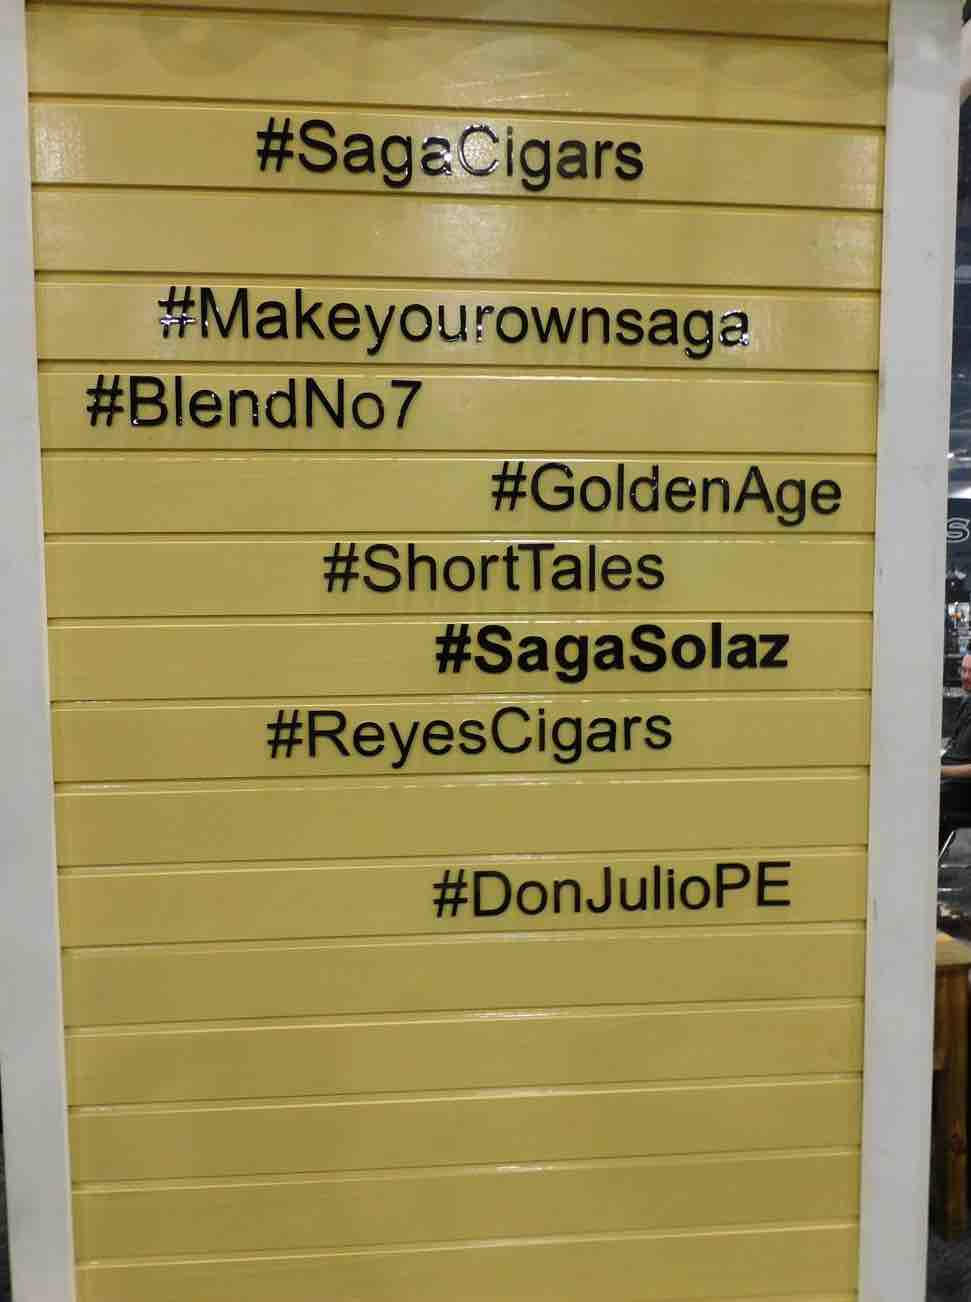 #SagaCigars
#Makeyourownsaga
#BlendNo7
#GoldenAge
#ShortTales
#SagaSolaz
#ReyesCigars
#DonJulioPE
S